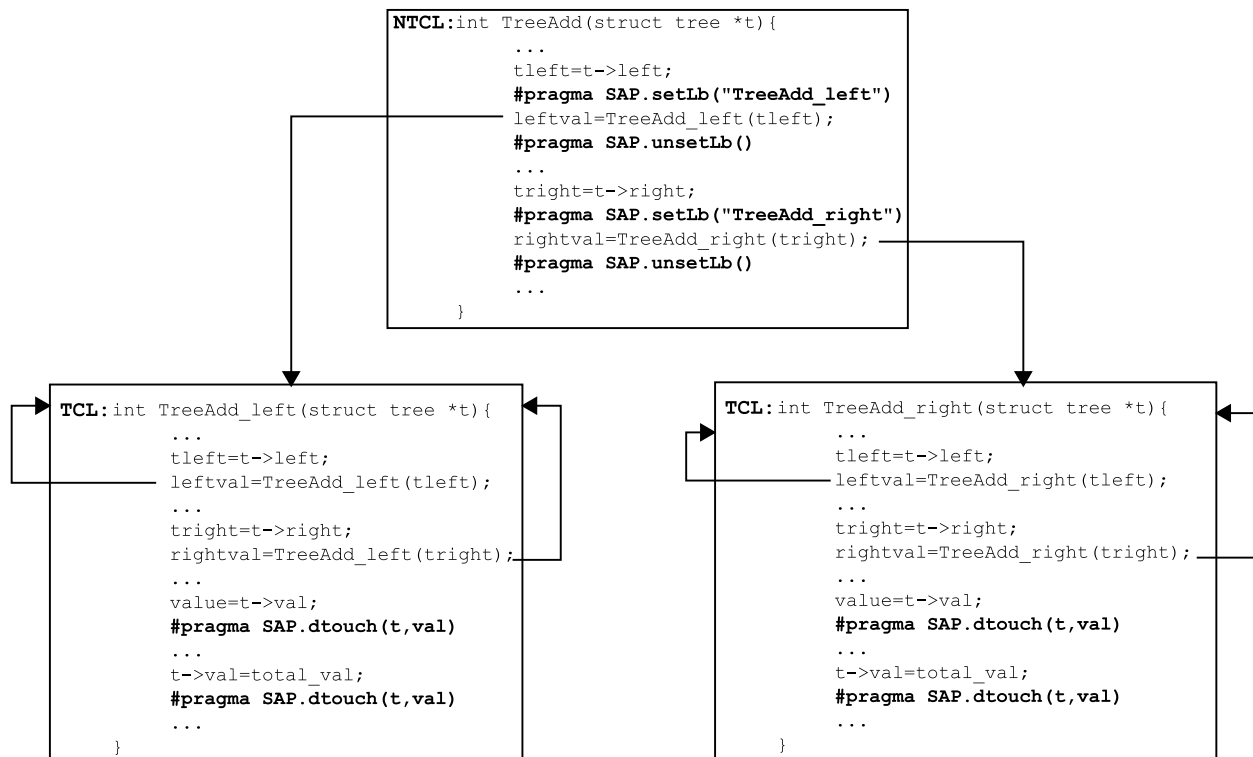 NTCL:int TreeAdd(struct tree *t){
...
tleft=t->left;
#pragma SAP.setLb("TreeAdd_left")
leftval=TreeAdd_left(tleft);
#pragma SAP.unsetLb()
...
tright=t->right;
#pragma SAP.setLb("TreeAdd_right")
rightval=TreeAdd_right(tright);
#pragma SAP.unsetLb()
...
}
TCL:int TreeAdd_left(struct tree *t){
...
tleft=t->left;
leftval=TreeAdd_left(tleft);
...
tright=t->right;
rightval=TreeAdd_left(tright);
...
value=t->val;
#pragma SAP.dtouch(t,val)
...
t->val=total_val;
#pragma SAP.dtouch(t,val)
...
}
TCL:int TreeAdd_right(struct tree *t){
...
tleft=t->left;
leftval=TreeAdd_right(tleft);
...
tright=t->right;
rightval=TreeAdd_right(tright);
...
value=t->val;
#pragma SAP.dtouch(t,val)
...
t->val=total_val;
#pragma SAP.dtouch(t,val)
...
}